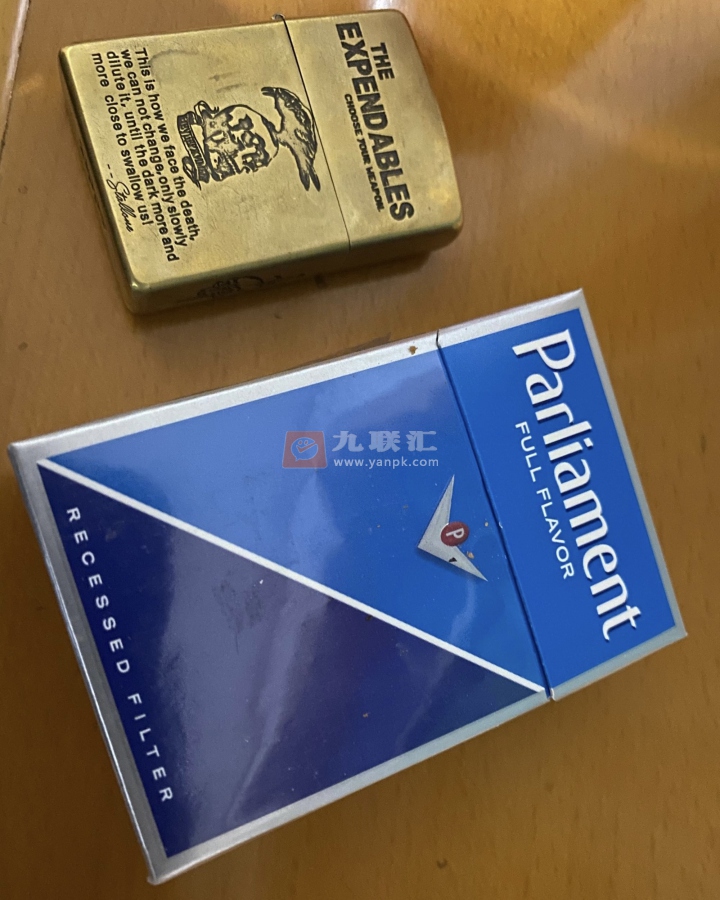 THE
EXPENDABLES
CHOOSE YOUR WEAPON.
This is how we face the death,
we can not change, only slowly
dilute it, until the dark more and
more close to swallow us!
--Stallone
Parliament
FULL FLAVOR
P
RECESSED FILTER
九联汇
www.yanpk.com